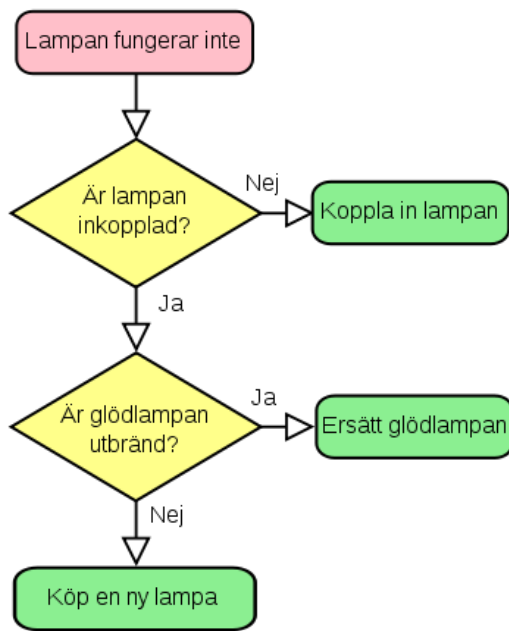 Lampan fungerar inte
Är lampan
inkopplad?
Nej
Koppla in lampan
Ja
Är glödlampan
utbränd?
Ja
Ersätt glödlampan
Nej
Köp en ny lampa